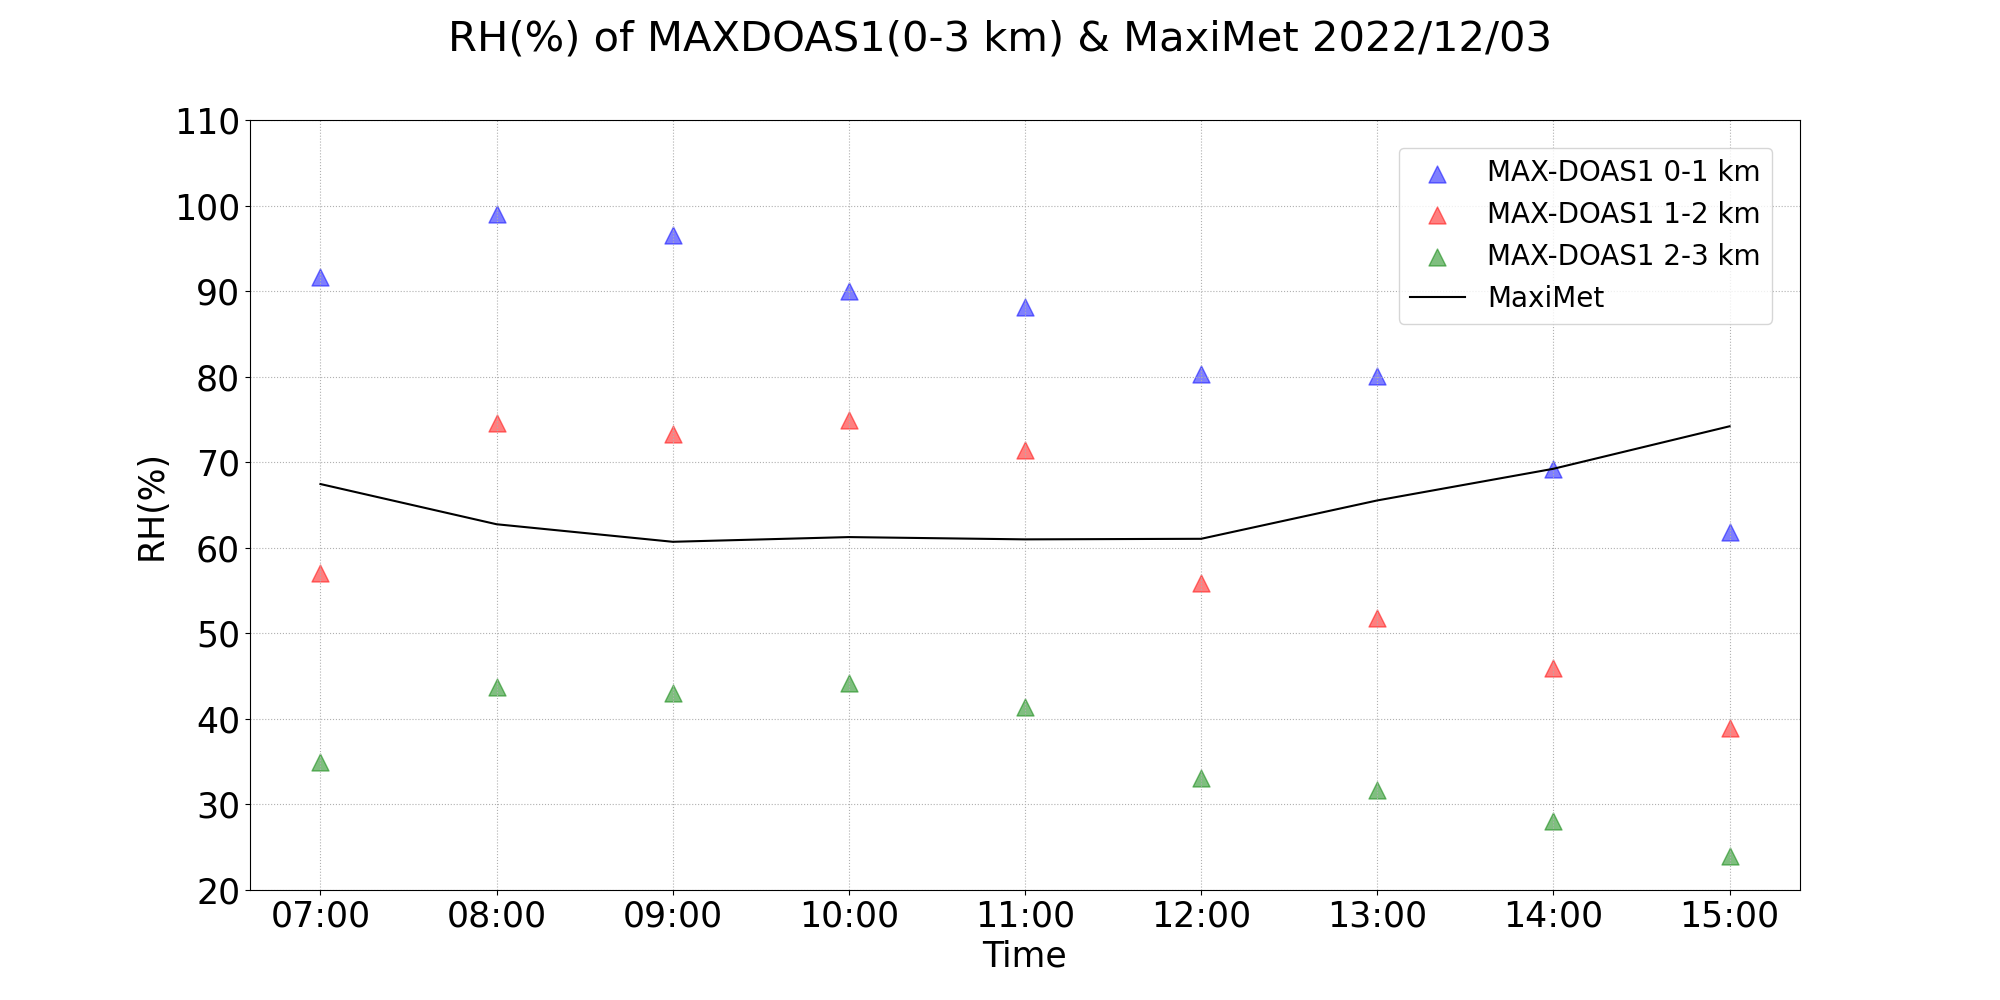 RH(%) of MAXDOAS1(0-3 km) & MaxiMet 2022/12/03
110
100
90
80
70
60
50
40
30
20
RH(%)
MAX-DOAS1 0-1 km
MAX-DOAS1 1-2 km
MAX-DOAS1 2-3 km
MaxiMet
07:00 08:00 09:00 10:00 11:00 12:00 13:00 14:00 15:00
Time